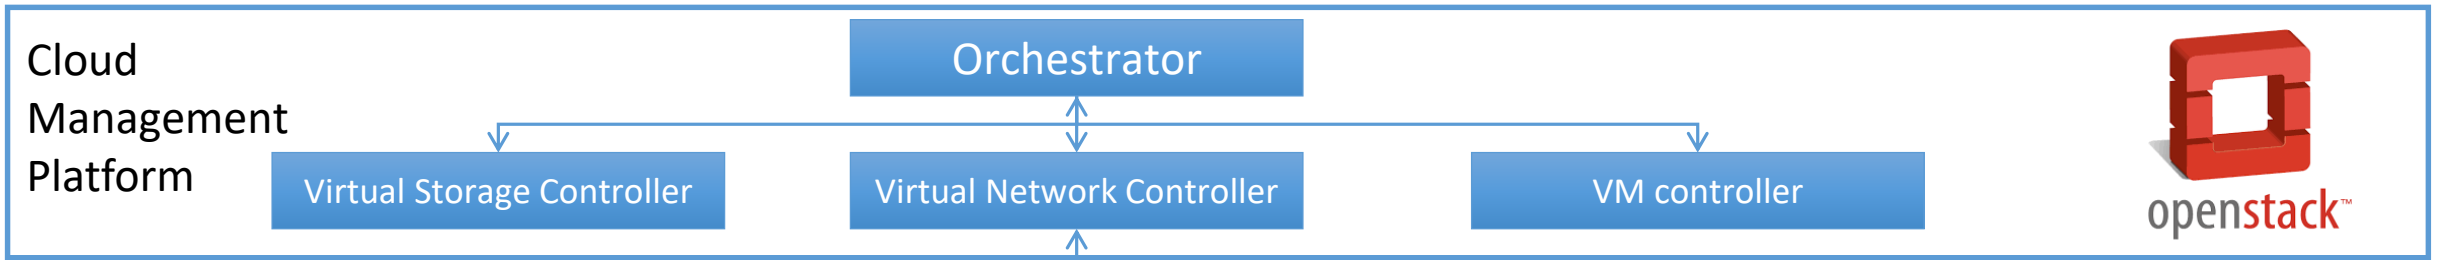 Cloud
Management
Platform
Orchestrator
Virtual Storage Controller
Virtual Network Controller
VM controller
openstack™